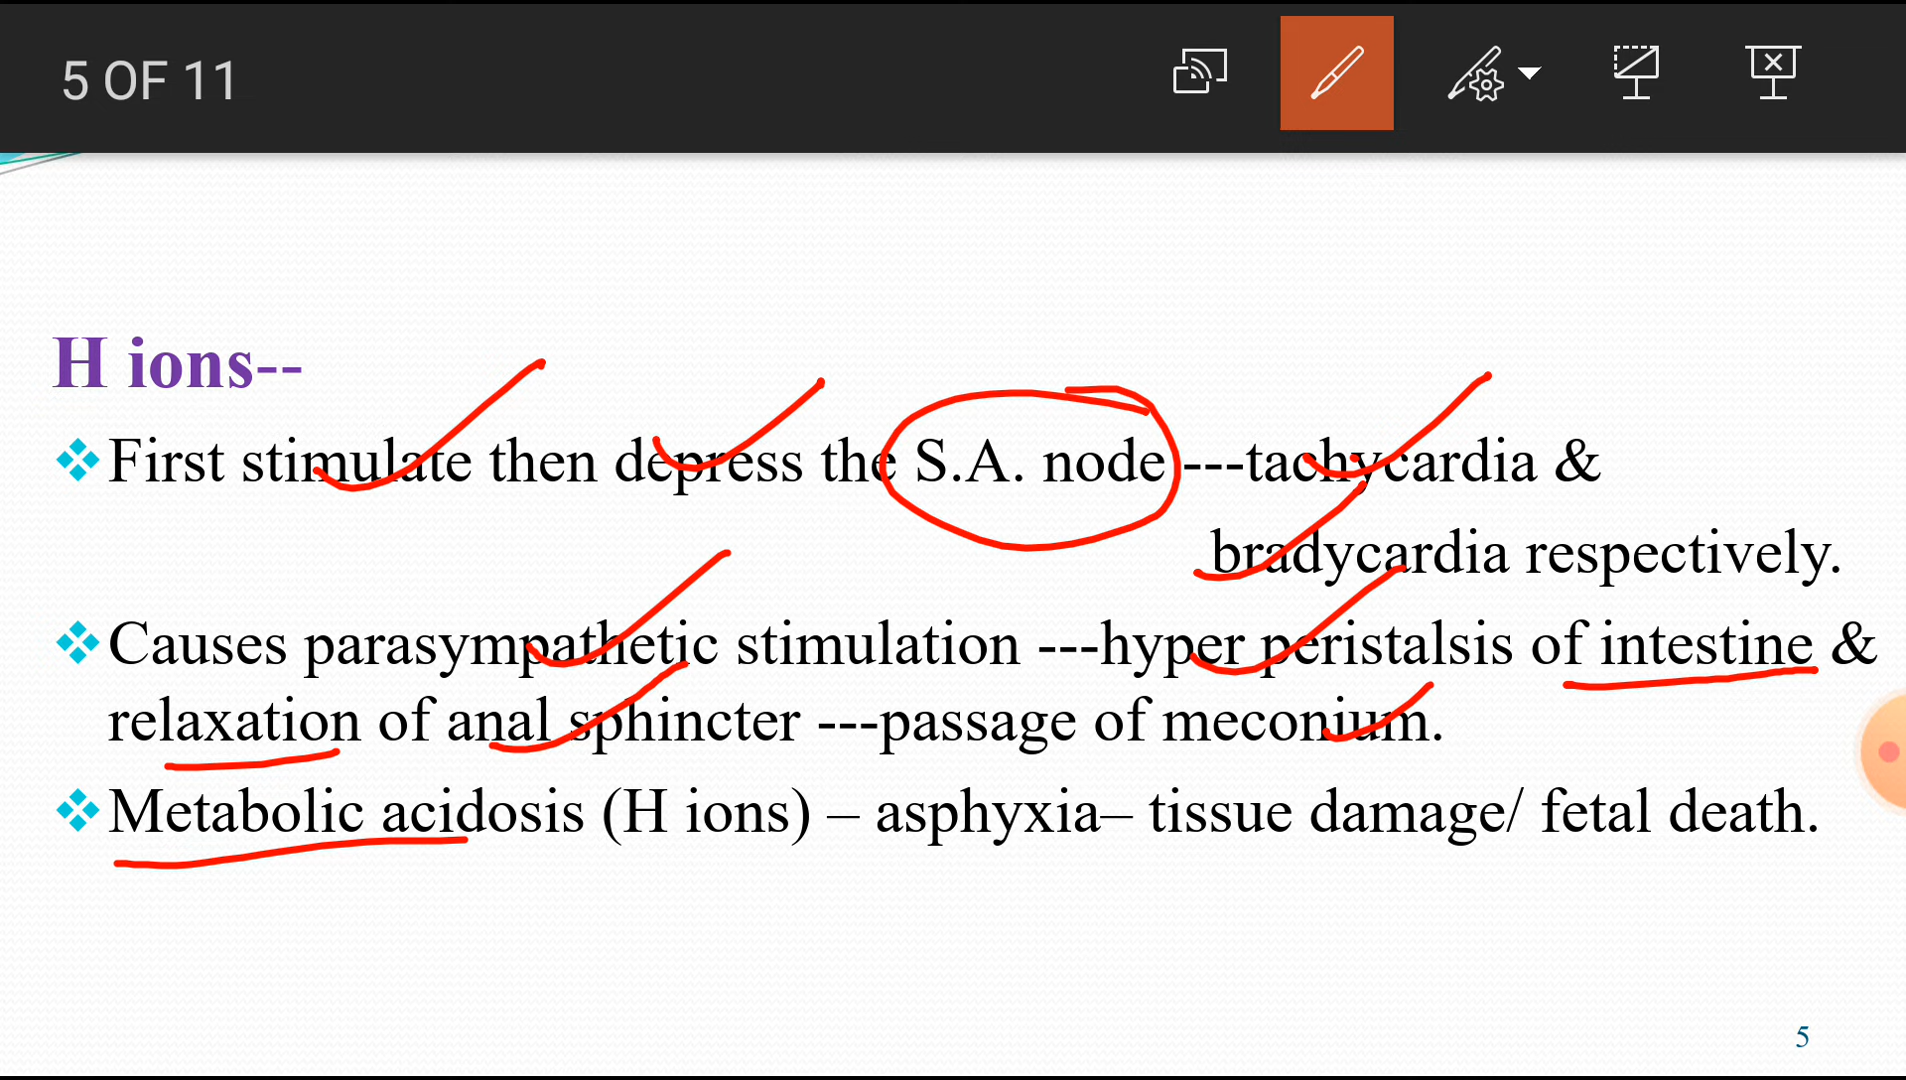 5 OF 11
H ions--
First stimulate then depress the S.A. node ---tachycardia &
bradycardia respectively.
Causes parasympathetic stimulation ---hyper peristalsis of intestine &
relaxation of anal sphincter ---passage of meconium.
Metabolic acidosis (H ions) – asphyxia– tissue damage/ fetal death.
5